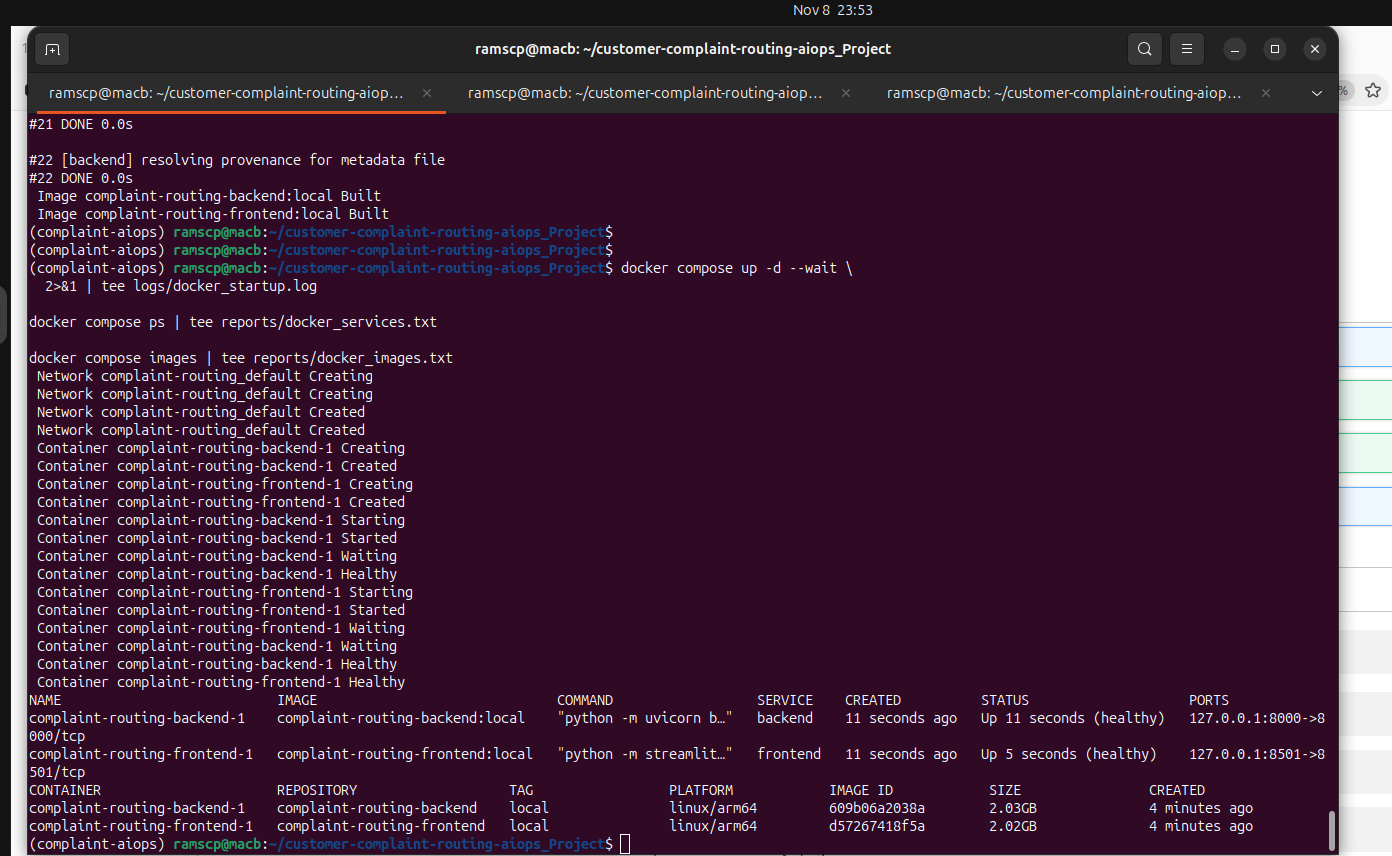 Nov 8 23:53
ramscp@macb: ~/customer-complaint-routing-aiops_Project
ramscp@macb: ~/customer-complaint-routing-aiop…
ramscp@macb: ~/customer-complaint-routing-aiop…
ramscp@macb: ~/customer-complaint-routing-aiop…
%
#21 DONE 0.0s
#22 [backend] resolving provenance for metadata file
#22 DONE 0.0s
Image complaint-routing-backend:local Built
Image complaint-routing-frontend:local Built
(complaint-aiops) ramscp@macb:~/customer-complaint-routing-aiops_Project$
(complaint-aiops) ramscp@macb:~/customer-complaint-routing-aiops_Project$
(complaint-aiops) ramscp@macb:~/customer-complaint-routing-aiops_Project$ docker compose up -d --wait \
2>&1 | tee logs/docker_startup.log
docker compose ps | tee reports/docker_services.txt
docker compose images | tee reports/docker_images.txt
Network complaint-routing_default Creating
Network complaint-routing_default Creating
Network complaint-routing_default Created
Network complaint-routing_default Created
Container complaint-routing-backend-1 Creating
Container complaint-routing-backend-1 Created
Container complaint-routing-frontend-1 Creating
Container complaint-routing-frontend-1 Created
Container complaint-routing-backend-1 Starting
Container complaint-routing-backend-1 Started
Container complaint-routing-backend-1 Waiting
Container complaint-routing-backend-1 Healthy
Container complaint-routing-frontend-1 Starting
Container complaint-routing-frontend-1 Started
Container complaint-routing-frontend-1 Waiting
Container complaint-routing-backend-1 Waiting
Container complaint-routing-backend-1 Healthy
Container complaint-routing-frontend-1 Healthy
NAME IMAGE COMMAND SERVICE CREATED STATUS PORTS
complaint-routing-backend-1 complaint-routing-backend:local "python -m uvicorn b…" backend 11 seconds ago Up 11 seconds (healthy) 127.0.0.1:8000->8
000/tcp
complaint-routing-frontend-1 complaint-routing-frontend:local "python -m streamlit…" frontend 11 seconds ago Up 5 seconds (healthy) 127.0.0.1:8501->8
501/tcp
CONTAINER REPOSITORY TAG PLATFORM IMAGE ID SIZE CREATED
complaint-routing-backend-1 complaint-routing-backend local linux/arm64 609b06a2038a 2.03GB 4 minutes ago
complaint-routing-frontend-1 complaint-routing-frontend local linux/arm64 d57267418f5a 2.02GB 4 minutes ago
(complaint-aiops) ramscp@macb:~/customer-complaint-routing-aiops_Project$